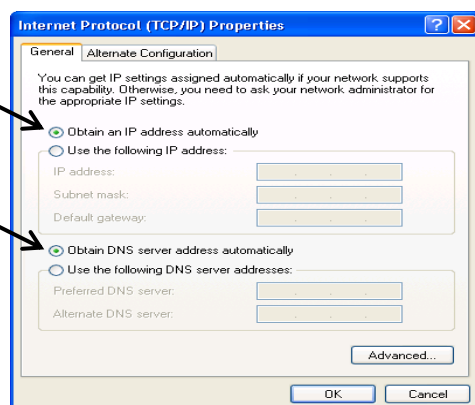 Internet Protocol (TCP/IP) Properties
General
Alternate Configuration
You can get IP settings assigned automatically if your network supports
this capability. Otherwise, you need to ask your network administrator for
the appropriate IP settings.
Obtain an IP address automatically
Use the following IP address:
IP address:
Subnet mask:
Default gateway:
Obtain DNS server address automatically
Use the following DNS server addresses:
Preferred DNS server:
Alternate DNS server:
Advanced...
OK
Cancel